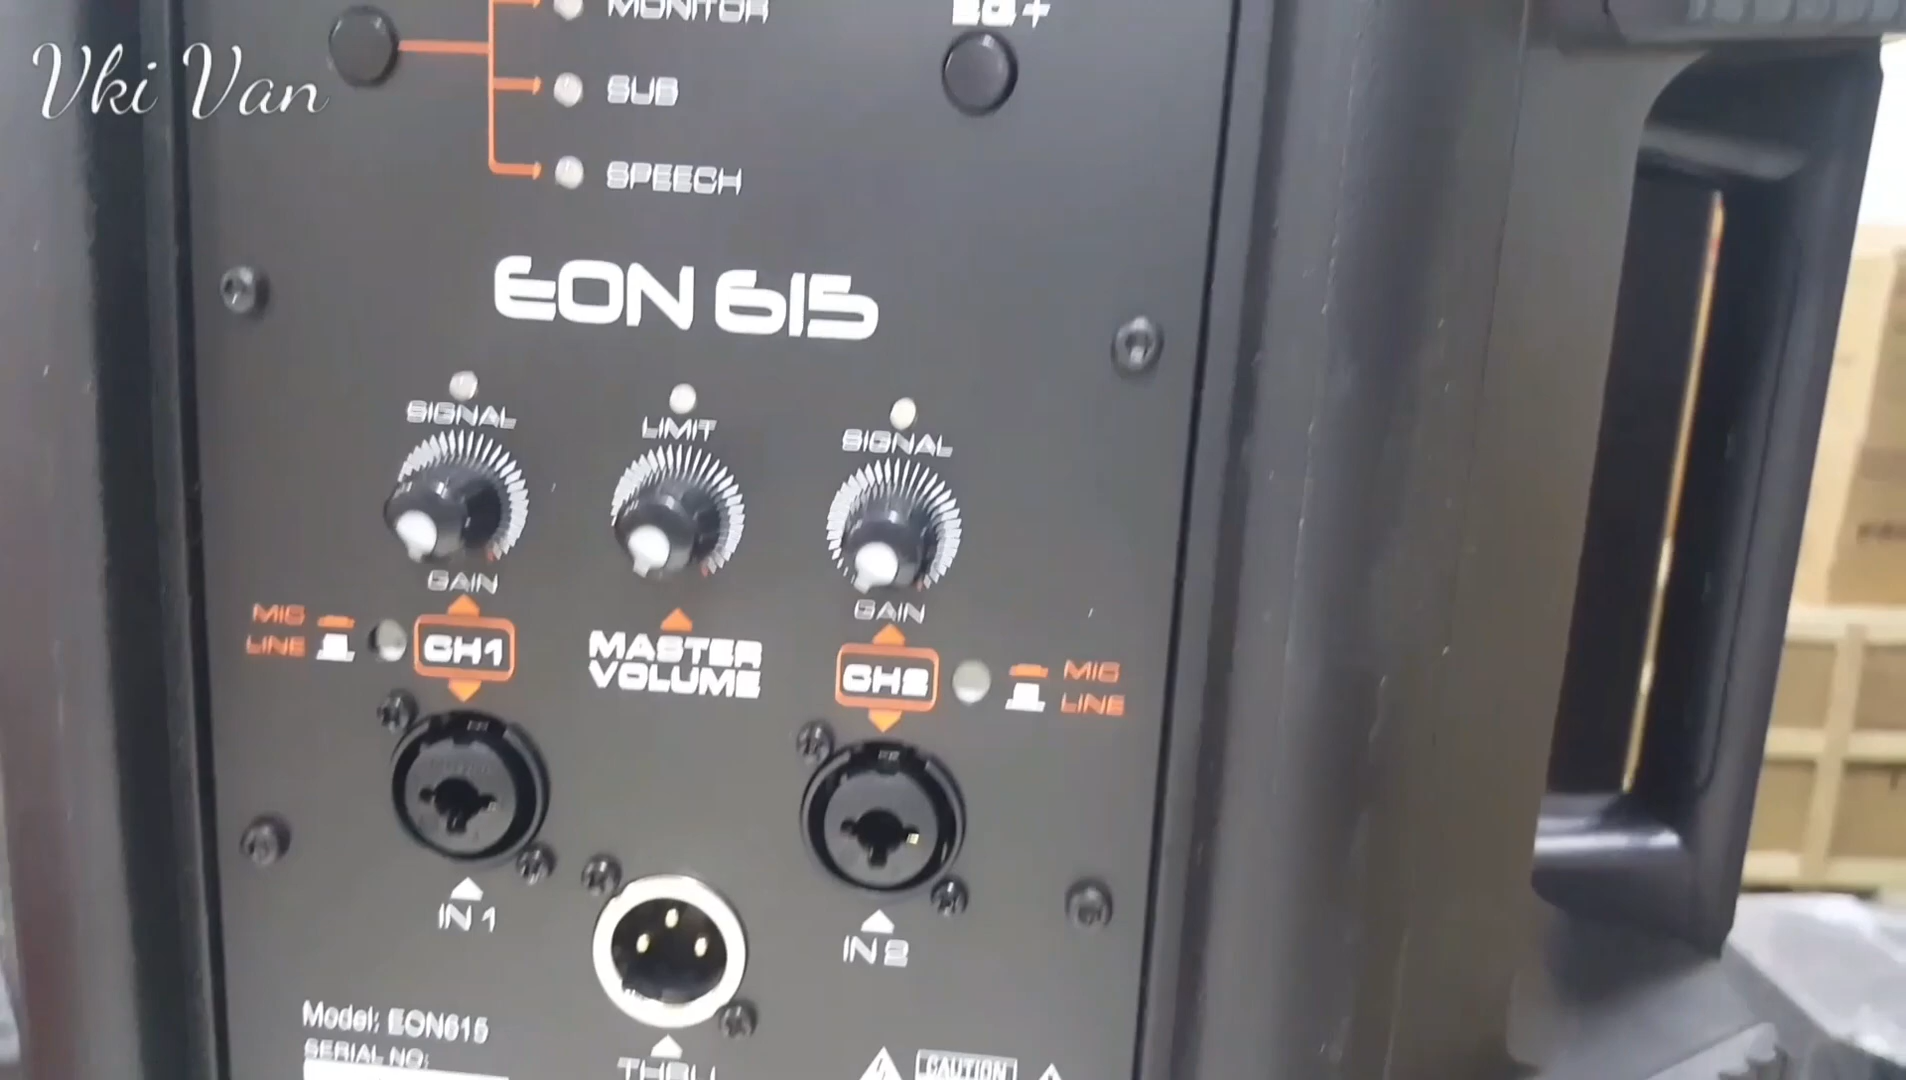 Vki Van
MONITOR
EQ+
SUB
SPEECH
EON 615
SIGNAL
LIMIT
SIGNAL
GAIN
GAIN
MIC
LINE
CH1
MASTER
VOLUME
CH2
MIC
LINE
IN 1
IN 2
Model: EON615
SERIAL NO:
THRU
CAUTION